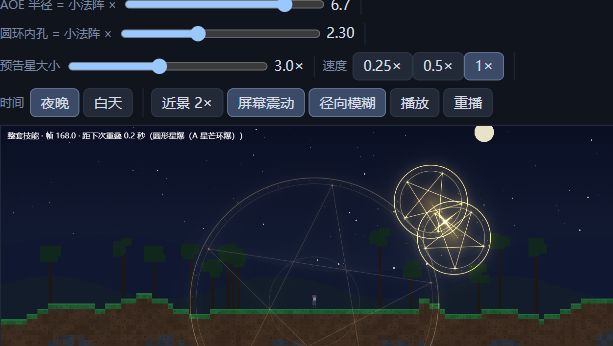 AOE 半径 = 小法阵 × 6.7
圆环内孔 = 小法阵 × 2.30
预告星大小 3.0× 速度 0.25× 0.5× 1×
时间 夜晚 白天 近景 2× 屏幕震动 径向模糊 播放 重播
整套技能 · 帧 168.0 · 距下次重叠 0.2 秒（圆形星爆（A 星芒环爆））